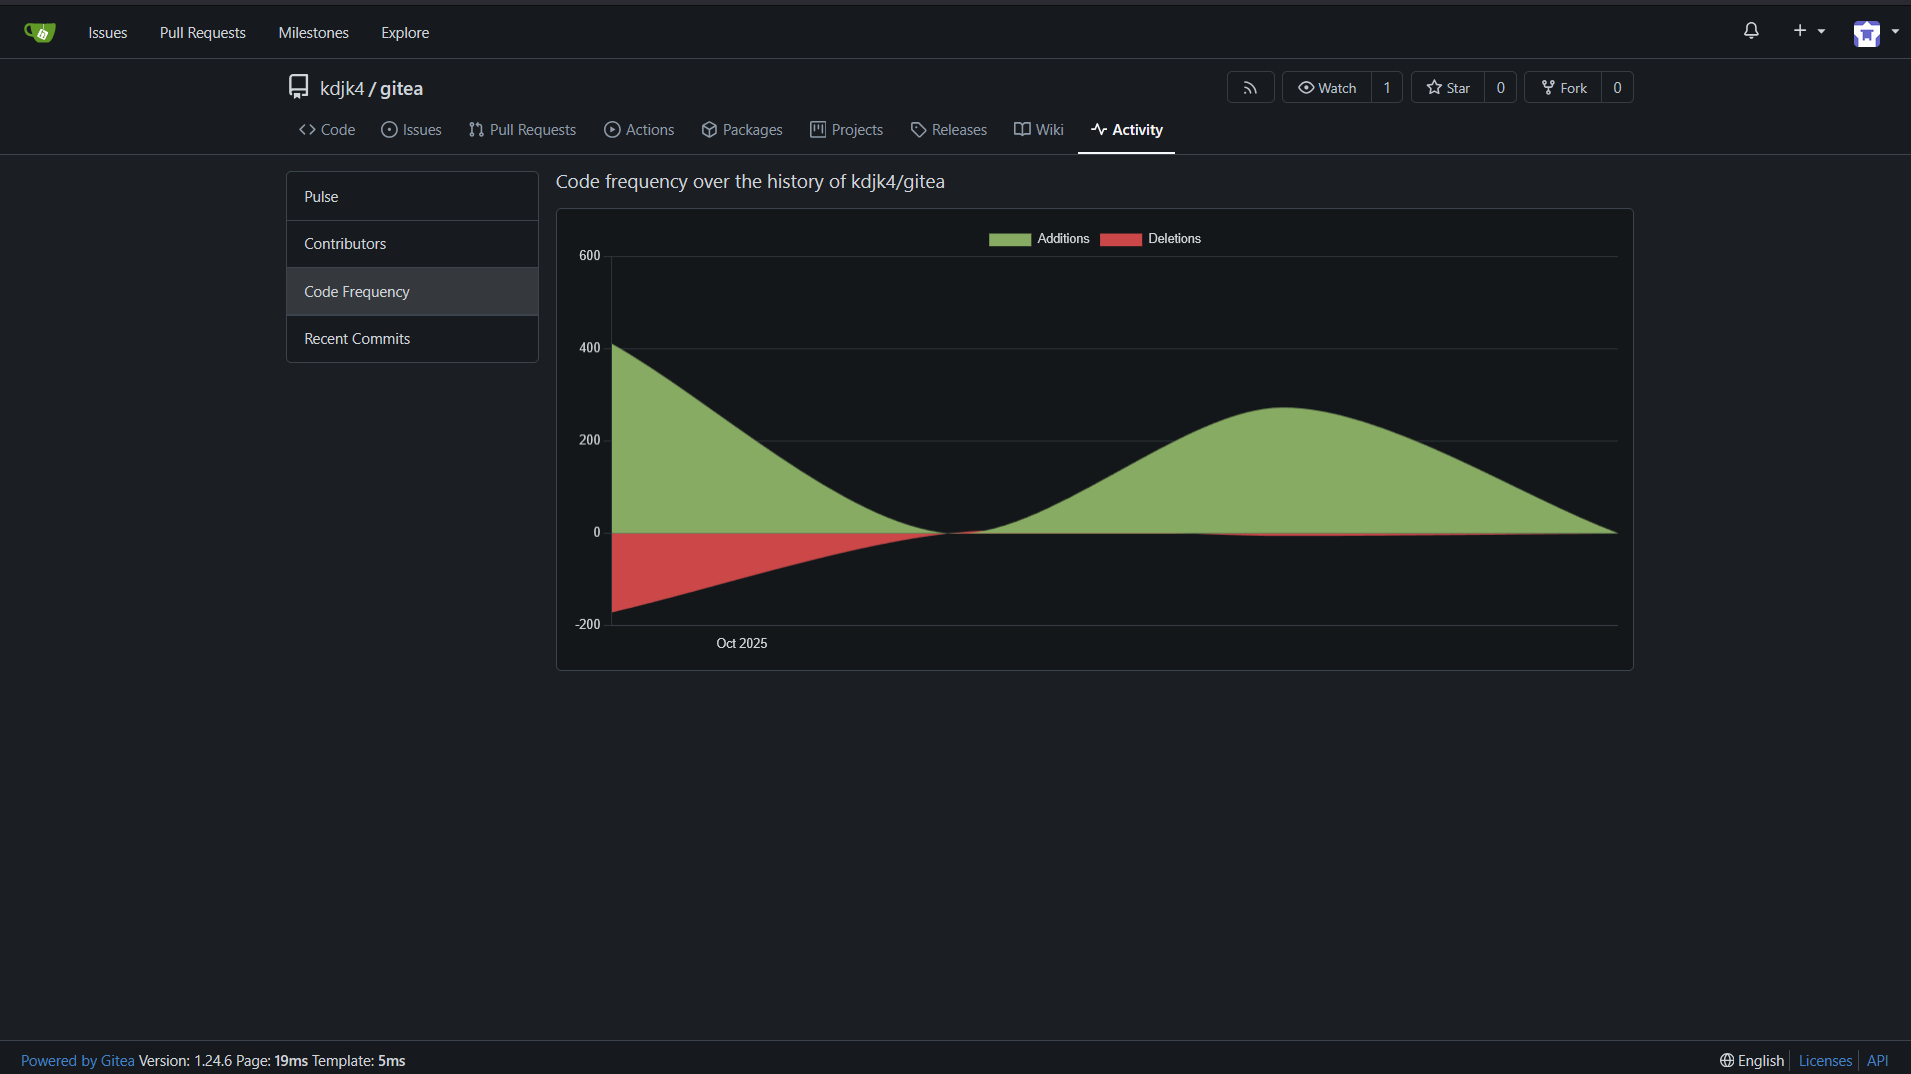 Issues Pull Requests Milestones Explore
kdjk4 / gitea Watch 1 Star 0 Fork 0
Code Issues Pull Requests Actions Packages Projects Releases Wiki Activity
Pulse
Contributors
Code Frequency
Recent Commits
Code frequency over the history of kdjk4/gitea
Additions Deletions
600
400
200
0
-200
Oct 2025
Powered by Gitea Version: 1.24.6 Page: 19ms Template: 5ms English Licenses API